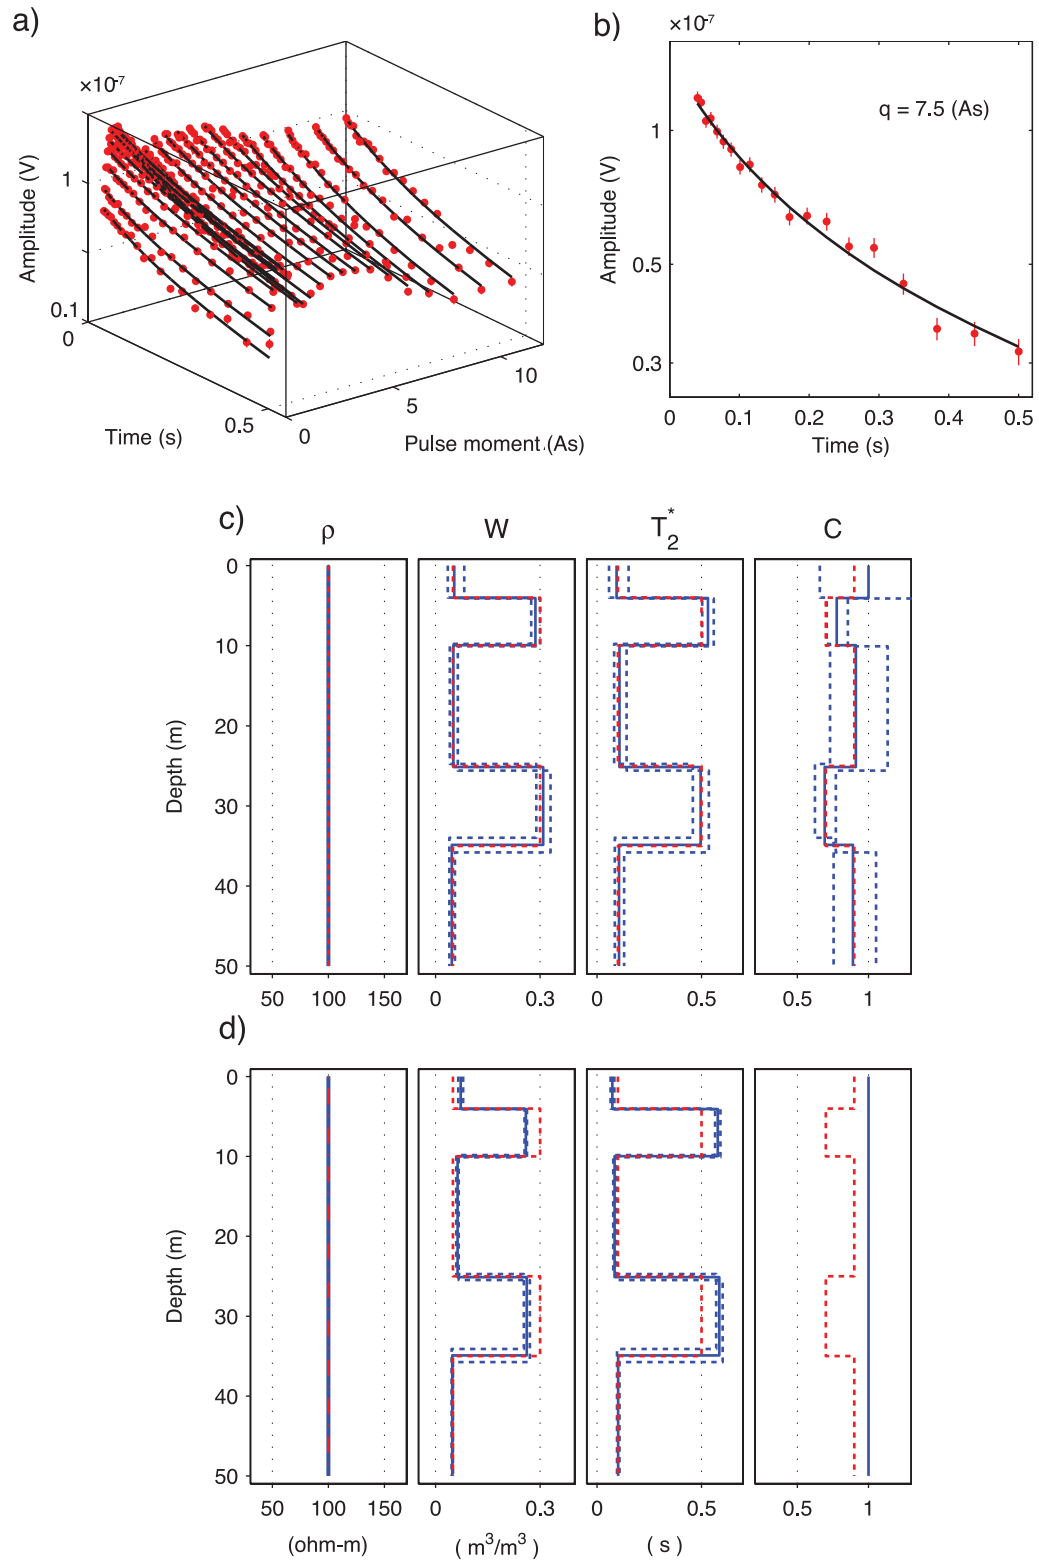 a)
×10⁻⁷
Amplitude (V)
1
0.1
0
Time (s)
0.5
0
5
10
Pulse moment (As)
b)
×10⁻⁷
q = 7.5 (As)
Amplitude (V)
1
0.5
0.3
0 0.1 0.2 0.3 0.4 0.5
Time (s)
c)
ρ W T₂* C
Depth (m)
0
10
20
30
40
50
50 100 150 0 0.3 0 0.5 0.5 1
d)
Depth (m)
0
10
20
30
40
50
50 100 150 0 0.3 0 0.5 0.5 1
(ohm-m) ( m³/m³ ) ( s )